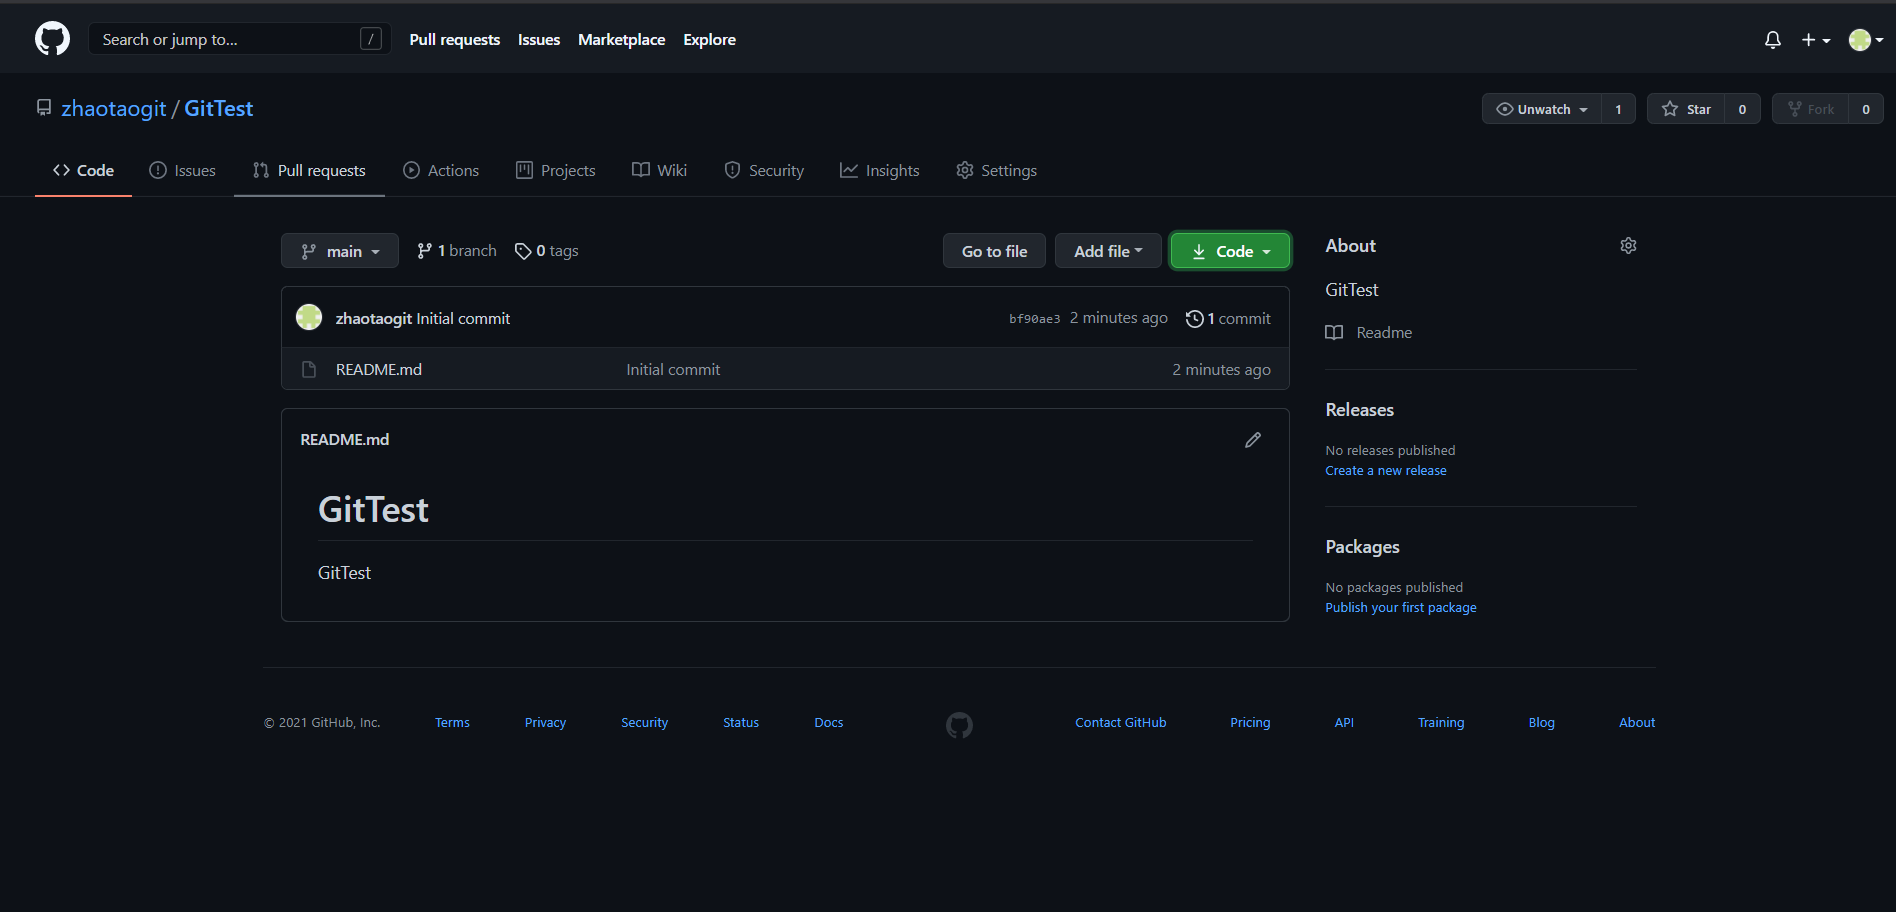 Search or jump to... / Pull requests Issues Marketplace Explore
zhaotaogit / GitTest Unwatch 1 Star 0 Fork 0
Code Issues Pull requests Actions Projects Wiki Security Insights Settings
main 1 branch 0 tags Go to file Add file Code
zhaotaogit Initial commit bf90ae3 2 minutes ago 1 commit
README.md Initial commit 2 minutes ago
README.md
GitTest
GitTest
About
GitTest
Readme
Releases
No releases published
Create a new release
Packages
No packages published
Publish your first package
© 2021 GitHub, Inc. Terms Privacy Security Status Docs Contact GitHub Pricing API Training Blog About